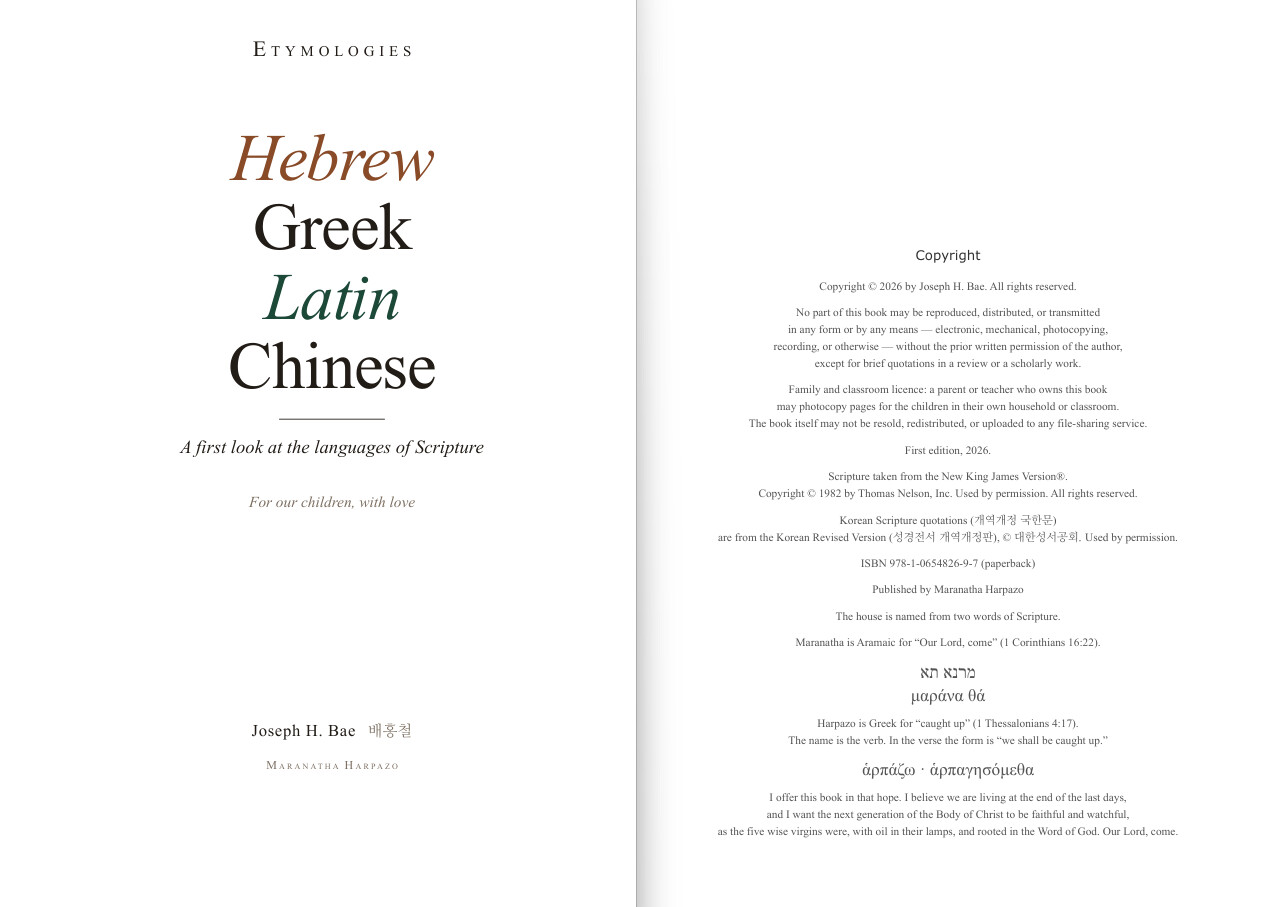 Etymologies
Hebrew
Greek
Latin
Chinese
A first look at the languages of Scripture
For our children, with love
Joseph H. Bae 배홍철
Maranatha Harpazo
Copyright
Copyright © 2026 by Joseph H. Bae. All rights reserved.
No part of this book may be reproduced, distributed, or transmitted
in any form or by any means — electronic, mechanical, photocopying,
recording, or otherwise — without the prior written permission of the author,
except for brief quotations in a review or a scholarly work.
Family and classroom licence: a parent or teacher who owns this book
may photocopy pages for the children in their own household or classroom.
The book itself may not be resold, redistributed, or uploaded to any file-sharing service.
First edition, 2026.
Scripture taken from the New King James Version®.
Copyright © 1982 by Thomas Nelson, Inc. Used by permission. All rights reserved.
Korean Scripture quotations (개역개정 국한문)
are from the Korean Revised Version (성경전서 개역개정판), © 대한성서공회. Used by permission.
ISBN 978-1-0654826-9-7 (paperback)
Published by Maranatha Harpazo
The house is named from two words of Scripture.
Maranatha is Aramaic for “Our Lord, come” (1 Corinthians 16:22).
מרנא תא
μαράνα θά
Harpazo is Greek for “caught up” (1 Thessalonians 4:17).
The name is the verb. In the verse the form is “we shall be caught up.”
ἁρπάζω · ἁρπαγησόμεθα
I offer this book in that hope. I believe we are living at the end of the last days,
and I want the next generation of the Body of Christ to be faithful and watchful,
as the five wise virgins were, with oil in their lamps, and rooted in the Word of God. Our Lord, come.